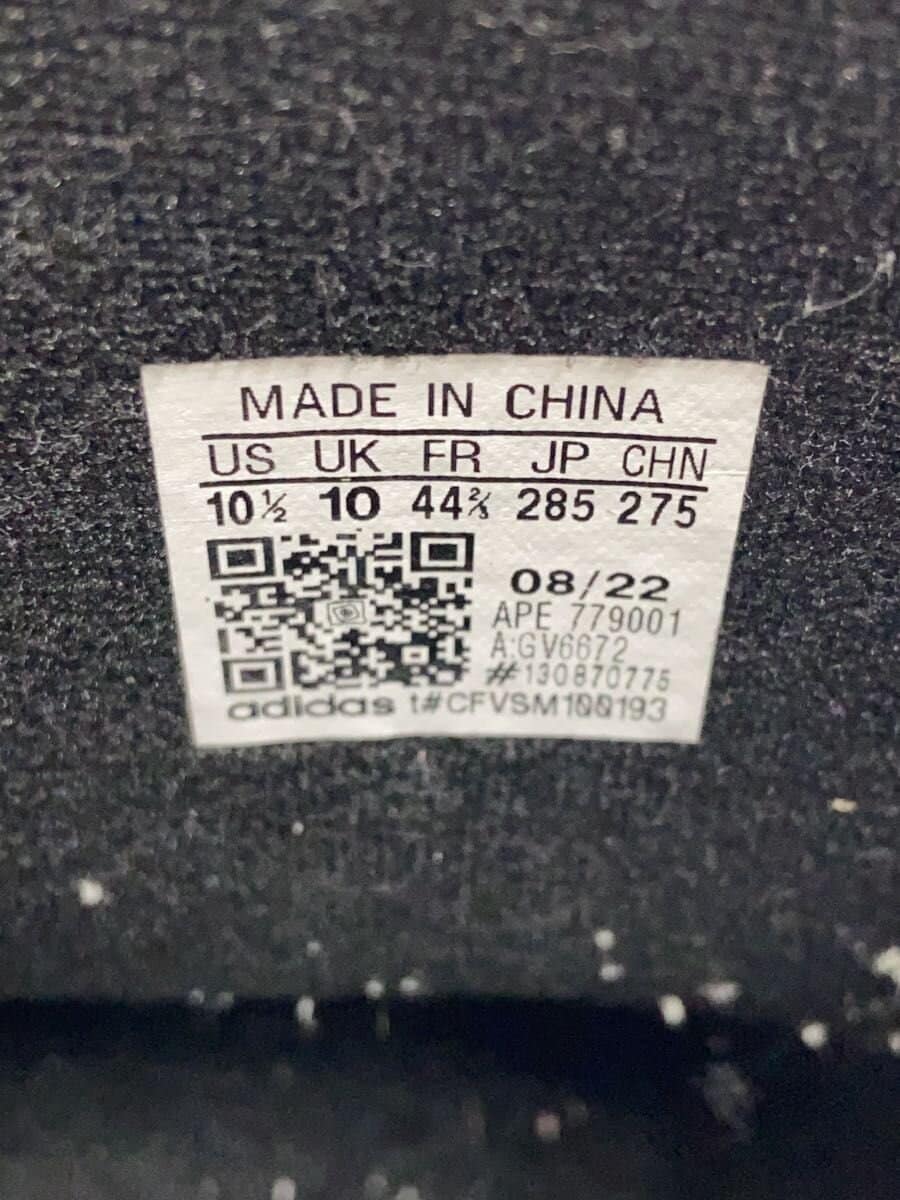 MADE IN CHINA
US UK FR JP CHN
10½ 10 44⅔ 285 275
08/22
APE 779001
A:GV6672
#130870775
adidas t#CFVSM100193